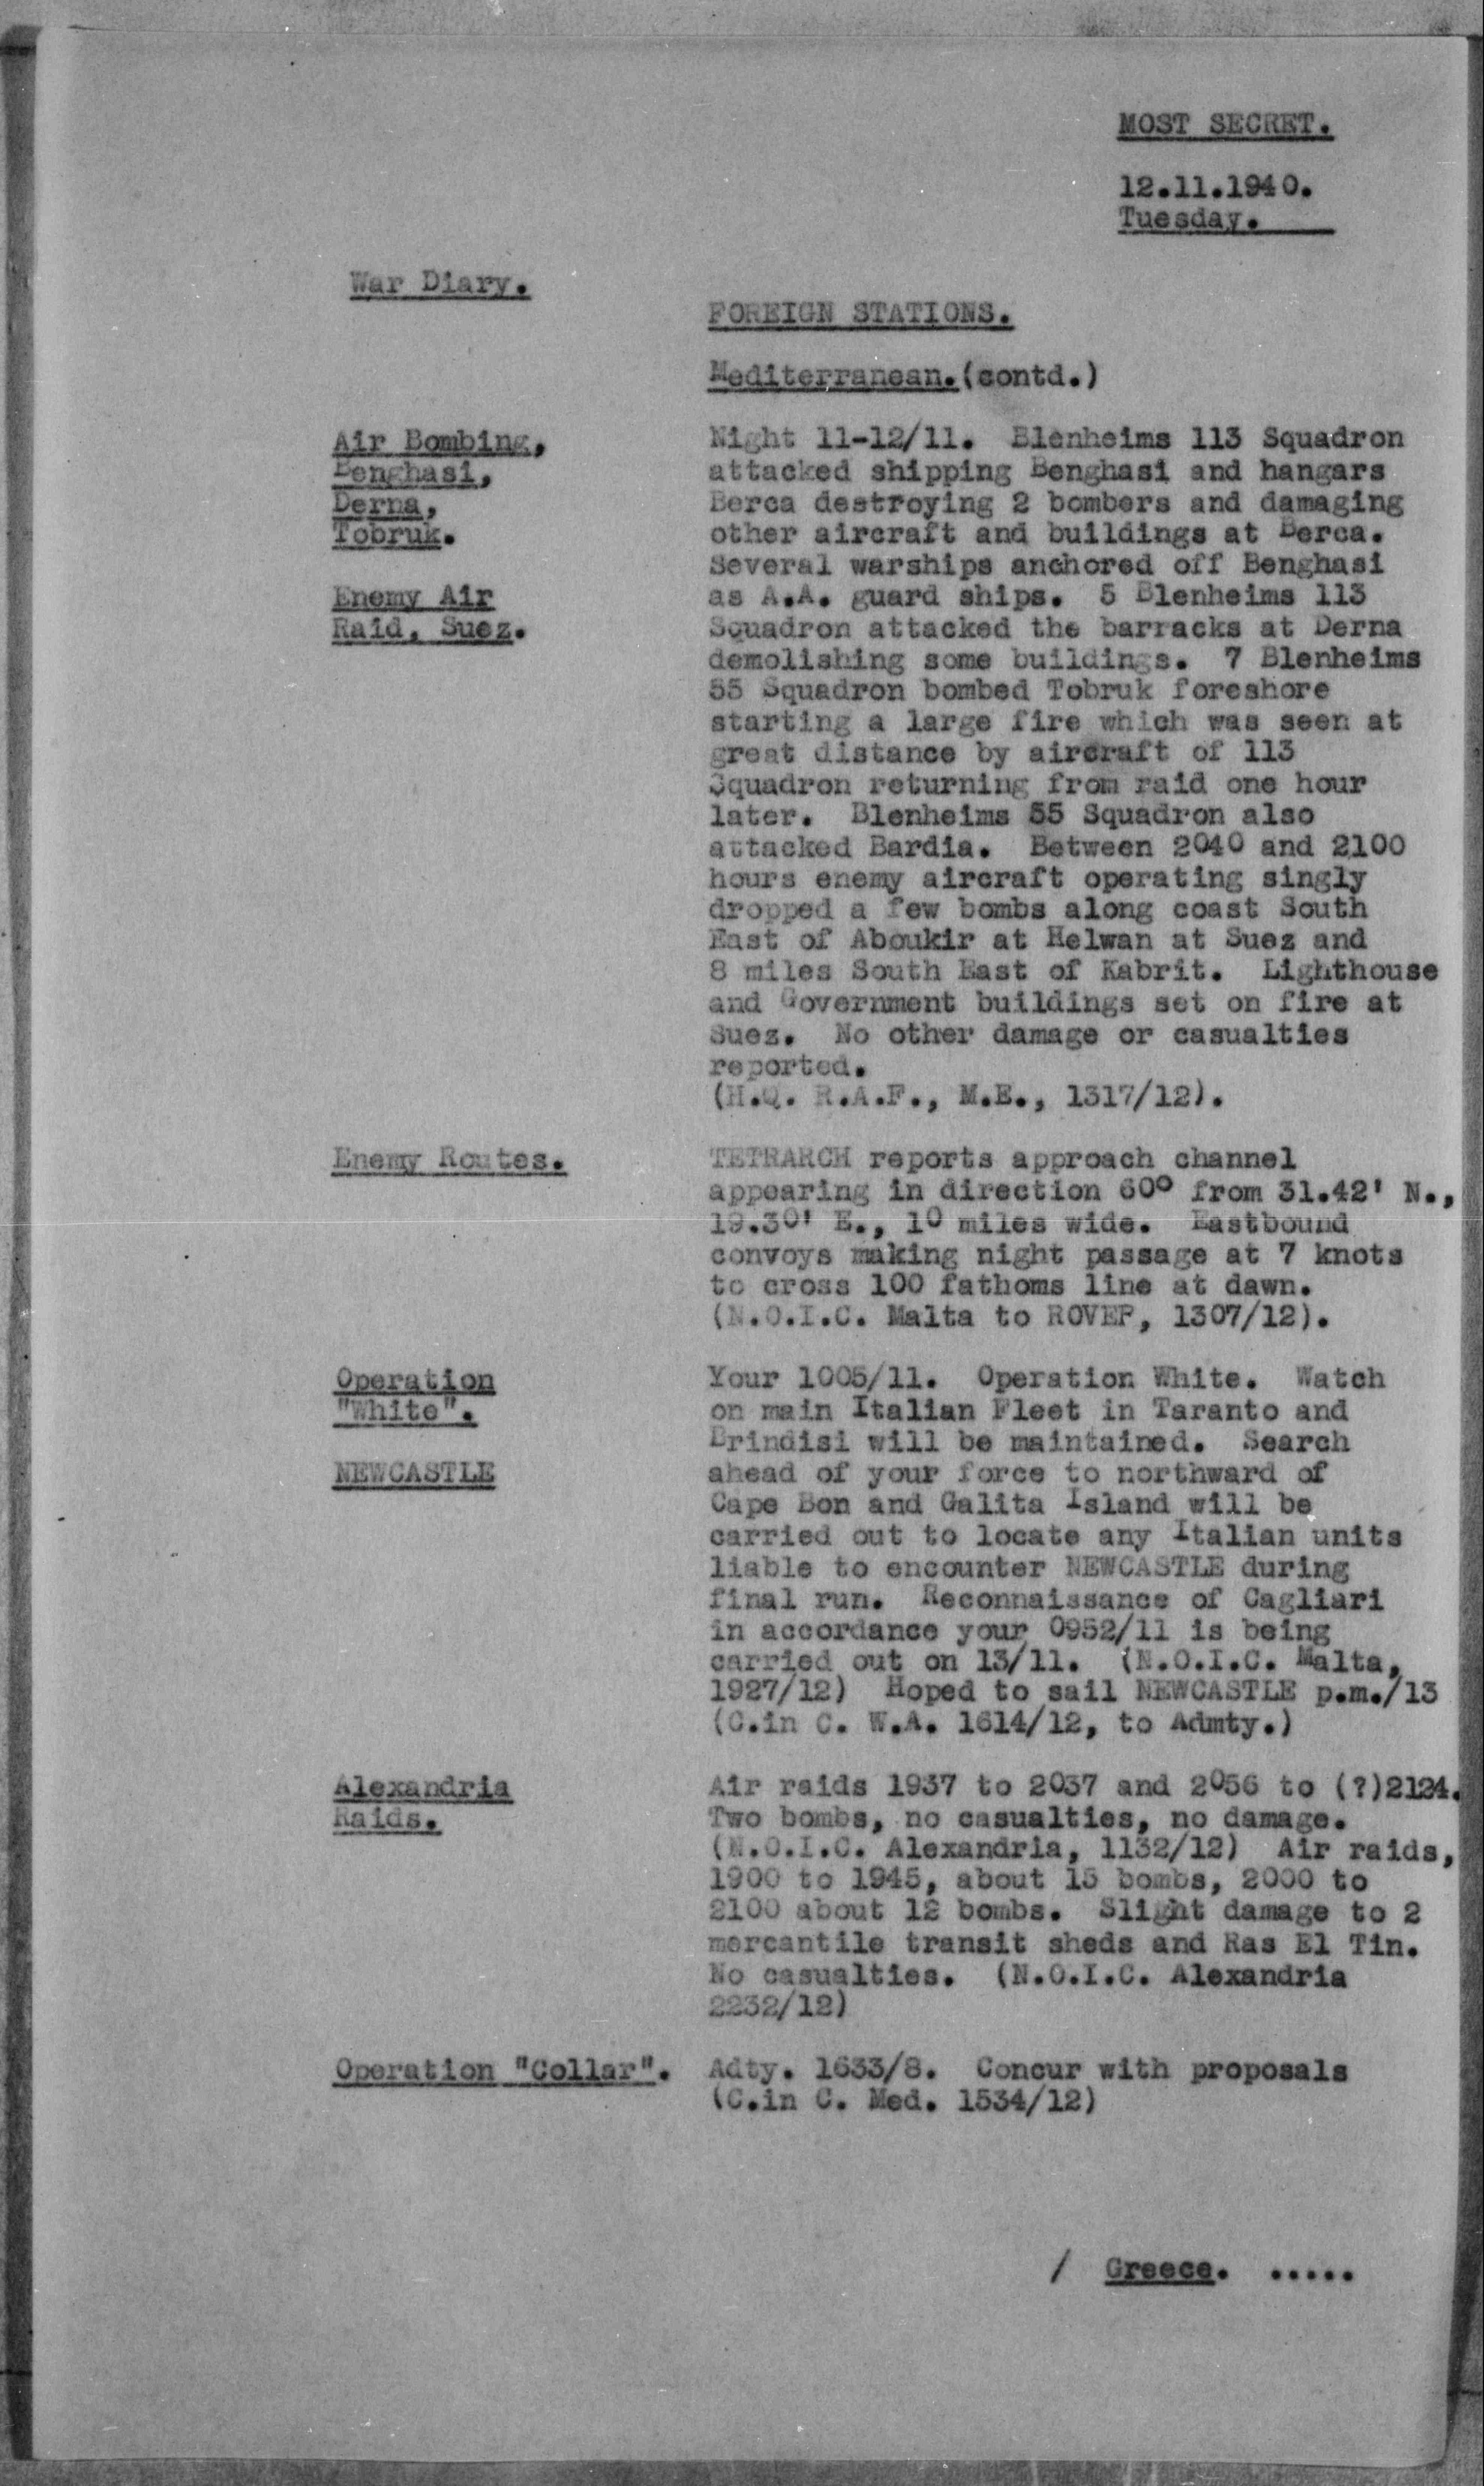 MOST SECRET.
12.11.1940.
Tuesday.
War Diary.
FOREIGN STATIONS.
Mediterranean.(contd.)
Air Bombing,
Benghasi,
Derna,
Tobruk.
Enemy Air
Raid, Suez.
Night 11-12/11. Blenheims 113 Squadron
attacked shipping Benghasi and hangars
Berca destroying 2 bombers and damaging
other aircraft and buildings at Berca.
Several warships anchored off Benghasi
as A.A. guard ships. 5 Blenheims 113
Squadron attacked the barracks at Derna
demolishing some buildings. 7 Blenheims
55 Squadron bombed Tobruk foreshore
starting a large fire which was seen at
great distance by aircraft of 113
Squadron returning from raid one hour
later. Blenheims 55 Squadron also
attacked Bardia. Between 2040 and 2100
hours enemy aircraft operating singly
dropped a few bombs along coast South
East of Aboukir at Helwan at Suez and
8 miles South East of Kabrit. Lighthouse
and Government buildings set on fire at
Suez. No other damage or casualties
reported.
(H.Q. R.A.F., M.E., 1317/12).
Enemy Routes.
TETRARCH reports approach channel
appearing in direction 60° from 31.42' N.,
19.30' E., 10 miles wide. Eastbound
convoys making night passage at 7 knots
to cross 100 fathoms line at dawn.
(N.O.I.C. Malta to ROVER, 1307/12).
Operation
"White".
NEWCASTLE
Your 1005/11. Operation White. Watch
on main Italian Fleet in Taranto and
Brindisi will be maintained. Search
ahead of your force to northward of
Cape Bon and Galita Island will be
carried out to locate any Italian units
liable to encounter NEWCASTLE during
final run. Reconnaissance of Cagliari
in accordance your 0952/11 is being
carried out on 13/11. (N.O.I.C. Malta,
1927/12) Hoped to sail NEWCASTLE p.m./13
(C.in C. W.A. 1614/12, to Admty.)
Alexandria
Raids.
Air raids 1937 to 2037 and 2056 to (?)2124.
Two bombs, no casualties, no damage.
(N.O.I.C. Alexandria, 1132/12) Air raids,
1900 to 1945, about 15 bombs, 2000 to
2100 about 12 bombs. Slight damage to 2
mercantile transit sheds and Ras El Tin.
No casualties. (N.O.I.C. Alexandria
2232/12)
Operation "Collar".
Adty. 1633/8. Concur with proposals
(C.in C. Med. 1534/12)
/ Greece. .....